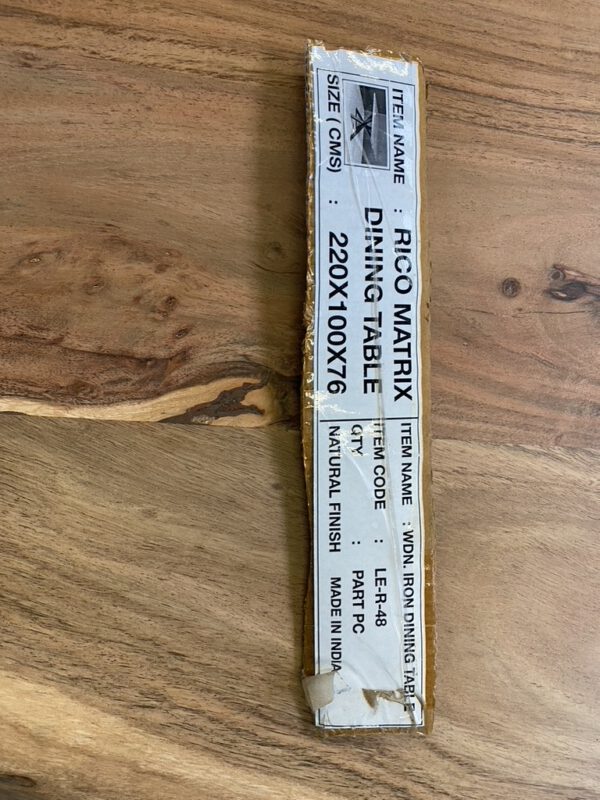 ITEM NAME : RICO MATRIX
DINING TABLE
SIZE ( CMS) : 220X100X76
ITEM NAME : WDN. IRON DINING TABLE
ITEM CODE : LE-R-48
QTY : PART PC
NATURAL FINISH MADE IN INDIA